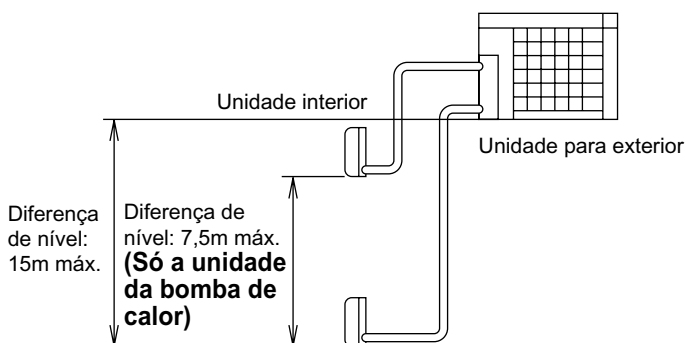 Unidade interior
Unidade para exterior
Diferença
de nível:
15m máx.
Diferença de
nível: 7,5m máx.
(Só a unidade
da bomba de
calor)